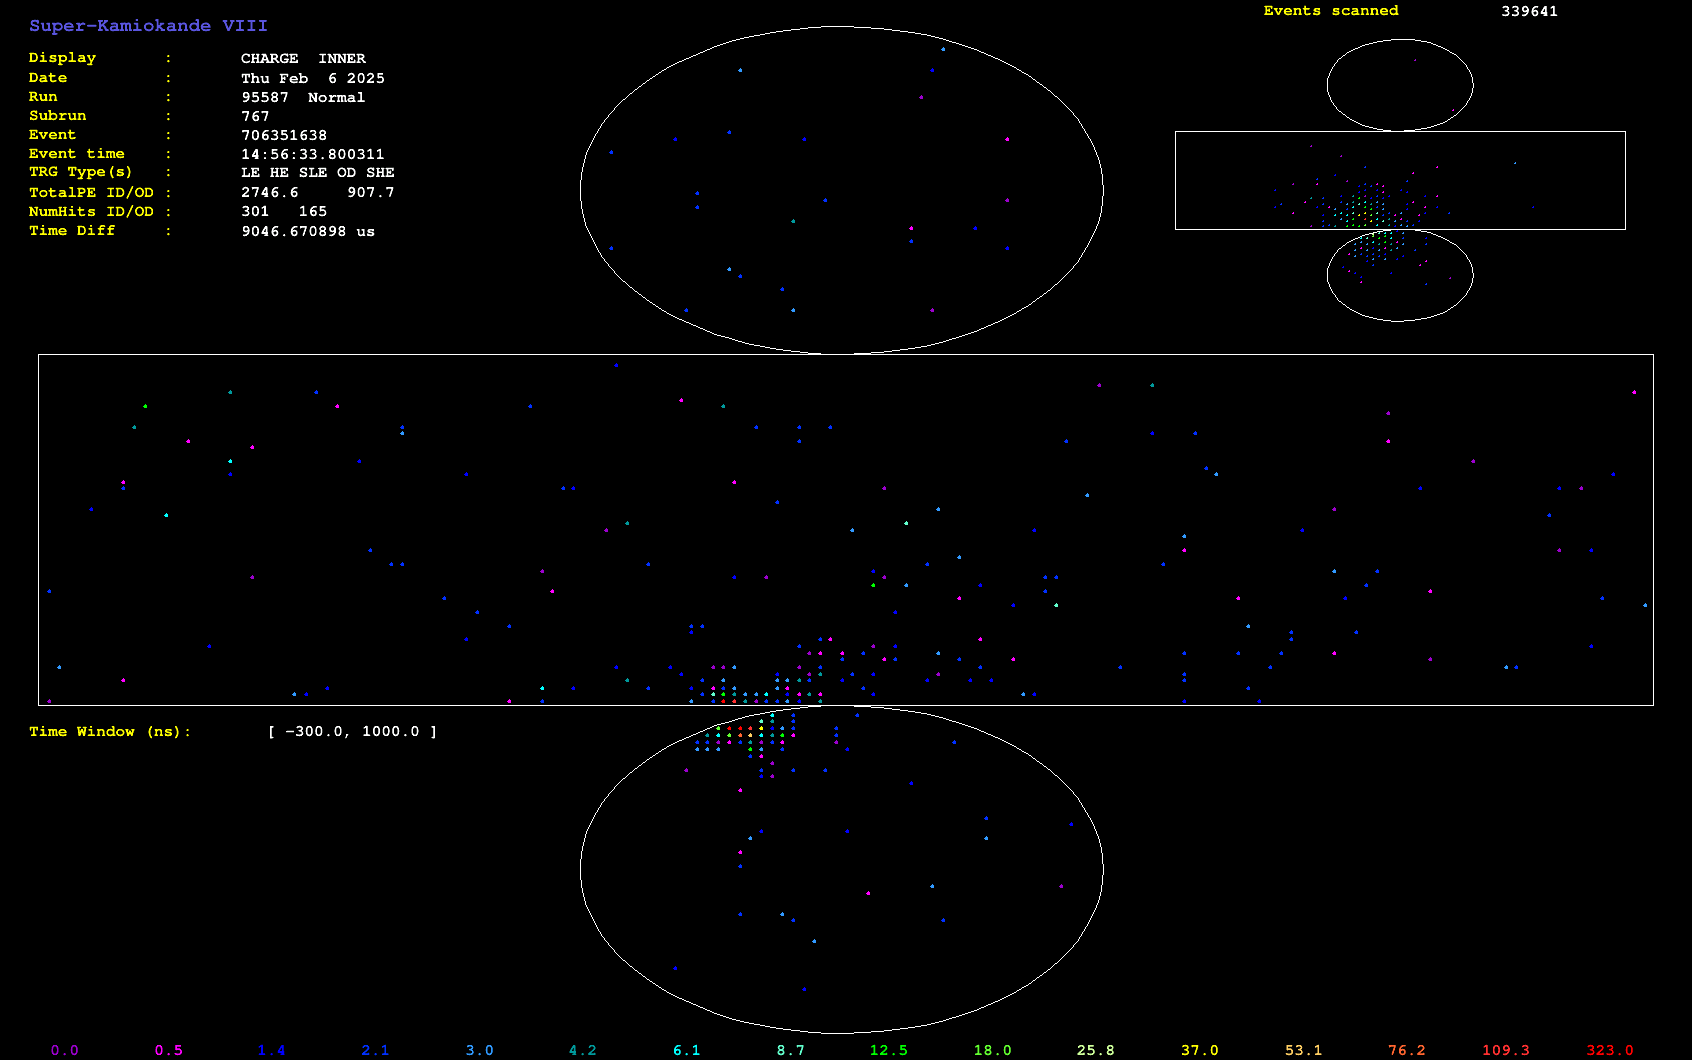 Super-Kamiokande VIII
Events scanned 339641
Display : CHARGE INNER
Date : Thu Feb 6 2025
Run : 95587 Normal
Subrun : 767
Event : 706351638
Event time : 14:56:33.800311
TRG Type(s) : LE HE SLE OD SHE
TotalPE ID/OD : 2746.6 907.7
NumHits ID/OD : 301 165
Time Diff : 9046.670898 us
Time Window (ns): [ -300.0, 1000.0 ]
0.0 0.5 1.4 2.1 3.0 4.2 6.1 8.7 12.5 18.0 25.8 37.0 53.1 76.2 109.3 323.0